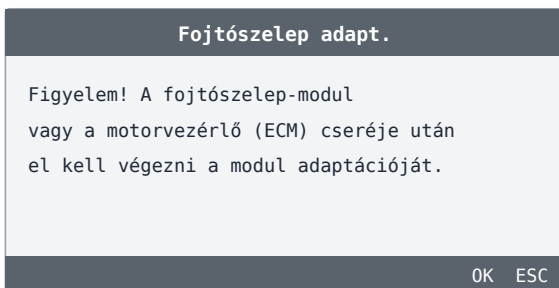 Fojtószelep adapt.
Figyelem! A fojtószelep-modul
vagy a motorvezérlő (ECM) cseréje után
el kell végezni a modul adaptációját.
OK ESC